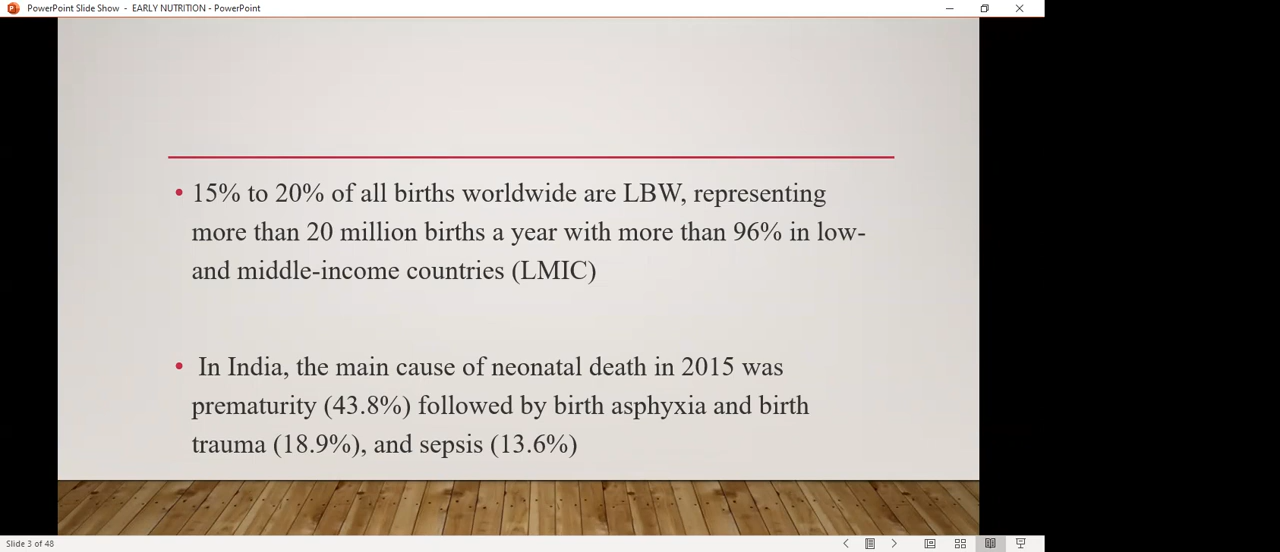 PowerPoint Slide Show - EARLY NUTRITION - PowerPoint
• 15% to 20% of all births worldwide are LBW, representing
more than 20 million births a year with more than 96% in low-
and middle-income countries (LMIC)
• In India, the main cause of neonatal death in 2015 was
prematurity (43.8%) followed by birth asphyxia and birth
trauma (18.9%), and sepsis (13.6%)
Slide 3 of 48